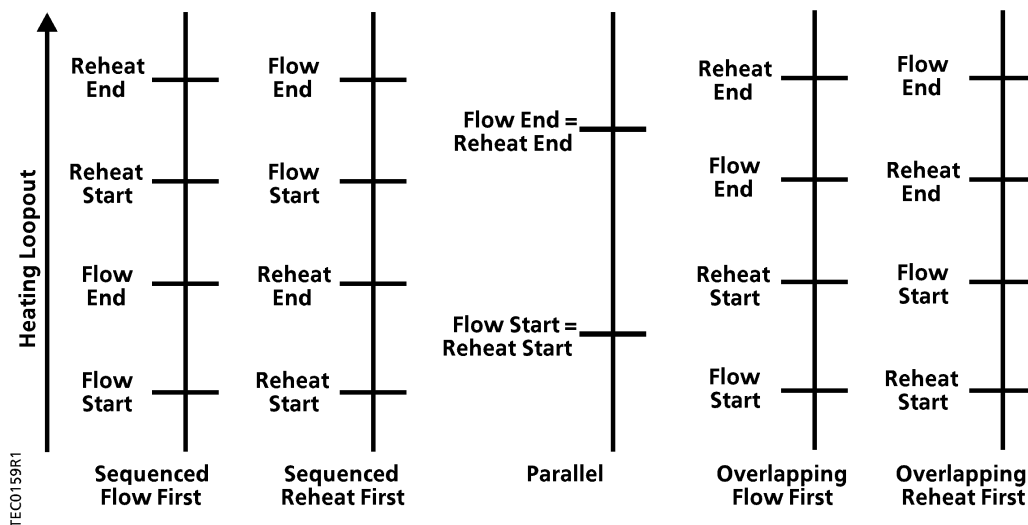 Heating Loopout
TEC0159R1
Reheat
End
Reheat
Start
Flow
End
Flow
Start
Sequenced
Flow First
Flow
End
Flow
Start
Reheat
End
Reheat
Start
Sequenced
Reheat First
Flow End =
Reheat End
Flow Start =
Reheat Start
Parallel
Reheat
End
Flow
End
Reheat
Start
Flow
Start
Overlapping
Flow First
Flow
End
Reheat
End
Flow
Start
Reheat
Start
Overlapping
Reheat First